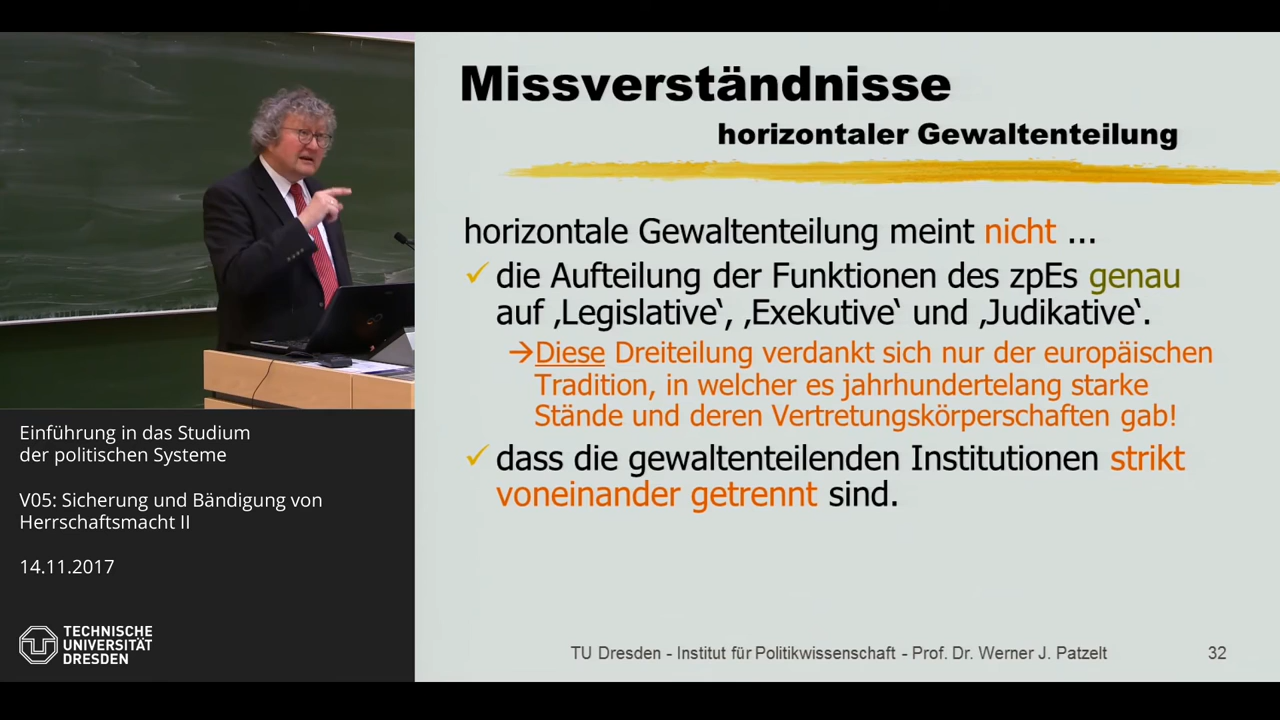 Missverständnisse
horizontaler Gewaltenteilung
horizontale Gewaltenteilung meint nicht ...
✓ die Aufteilung der Funktionen des zpEs genau
auf ‚Legislative‘, ‚Exekutive‘ und ‚Judikative‘.
→Diese Dreiteilung verdankt sich nur der europäischen
Tradition, in welcher es jahrhundertelang starke
Stände und deren Vertretungskörperschaften gab!
✓ dass die gewaltenteilenden Institutionen strikt
voneinander getrennt sind.
TU Dresden - Institut für Politikwissenschaft - Prof. Dr. Werner J. Patzelt
32
Einführung in das Studium
der politischen Systeme
V05: Sicherung und Bändigung von
Herrschaftsmacht II
14.11.2017
TECHNISCHE
UNIVERSITÄT
DRESDEN